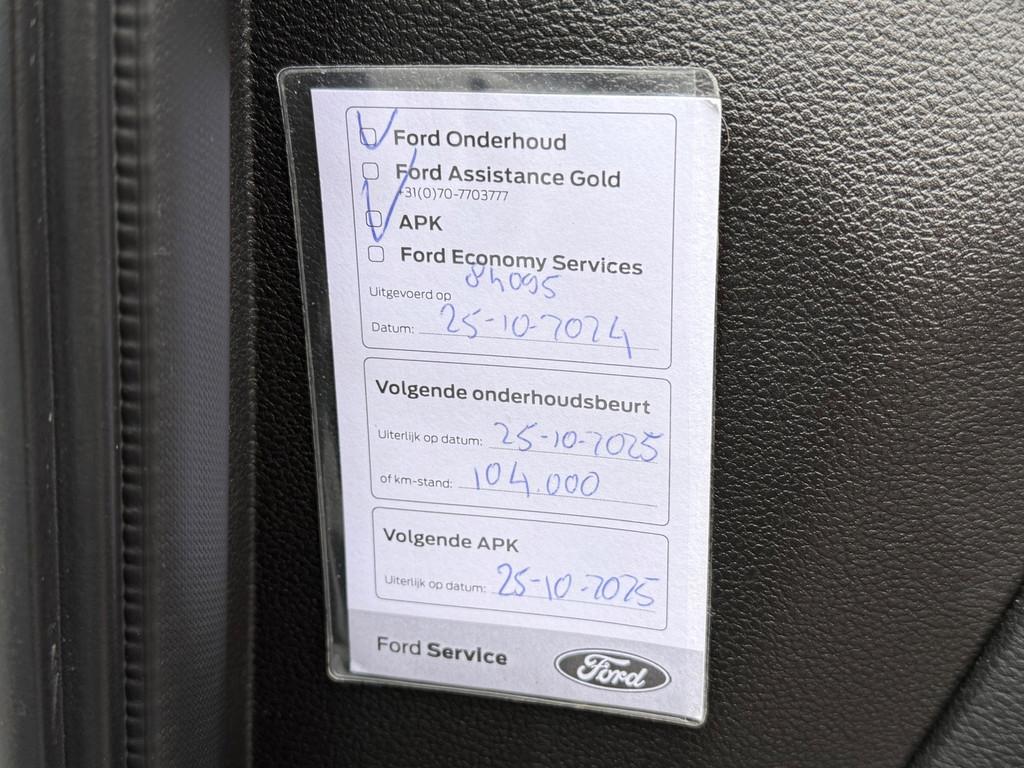 Ford Onderhoud
Ford Assistance Gold
+31(0)70-7703777
APK
Ford Economy Services
84095
Uitgevoerd op
Datum: 25-10-2024
Volgende onderhoudsbeurt
Uiterlijk op datum: 25-10-2025
of km-stand: 104.000
Volgende APK
Uiterlijk op datum: 25-10-2025
Ford Service
Ford